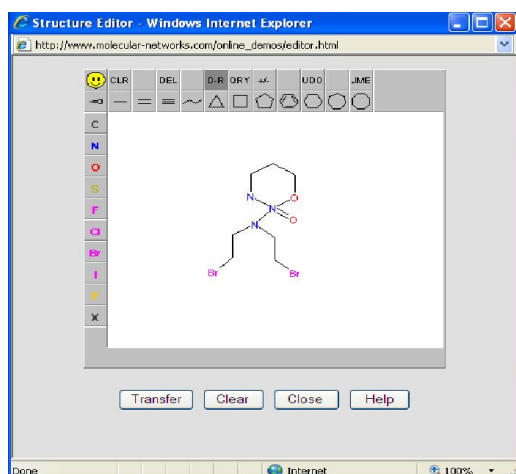 Structure Editor - Windows Internet Explorer
http://www.molecular-networks.com/online_demos/editor.html
CLR DEL D-R QRY +/- UDO JME
C
N
O
S
F
Cl
Br
I
X
N O
N O
N
Br Br
Transfer Clear Close Help
Done Internet 100%